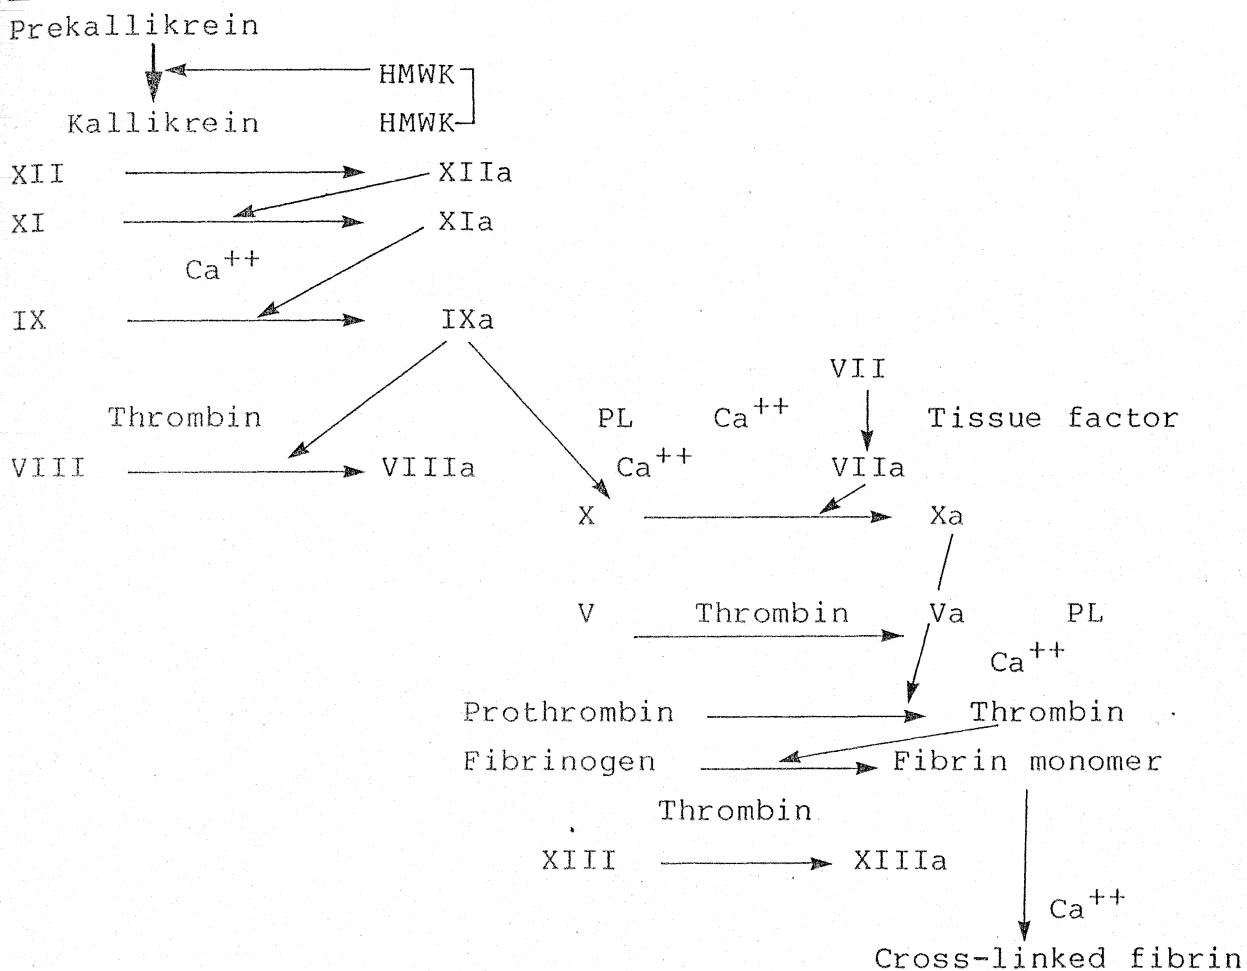 Prekallikrein
HMWK
Kallikrein HMWK
XII XIIa
XI XIa
Ca++
IX IXa
VII
Thrombin PL Ca++ Tissue factor
VIII VIIIa Ca++ VIIa
X Xa
V Thrombin Va PL
Ca++
Prothrombin Thrombin
Fibrinogen Fibrin monomer
Thrombin
XIII XIIIa
Ca++
Cross-linked fibrin